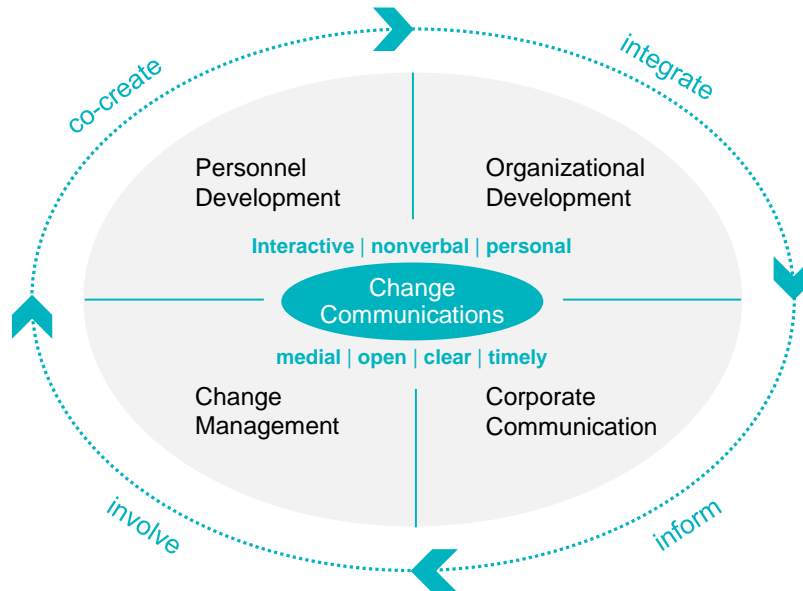 co-create
integrate
Personnel
Development
Organizational
Development
Interactive | nonverbal | personal
Change
Communications
medial | open | clear | timely
Change
Management
Corporate
Communication
involve
inform